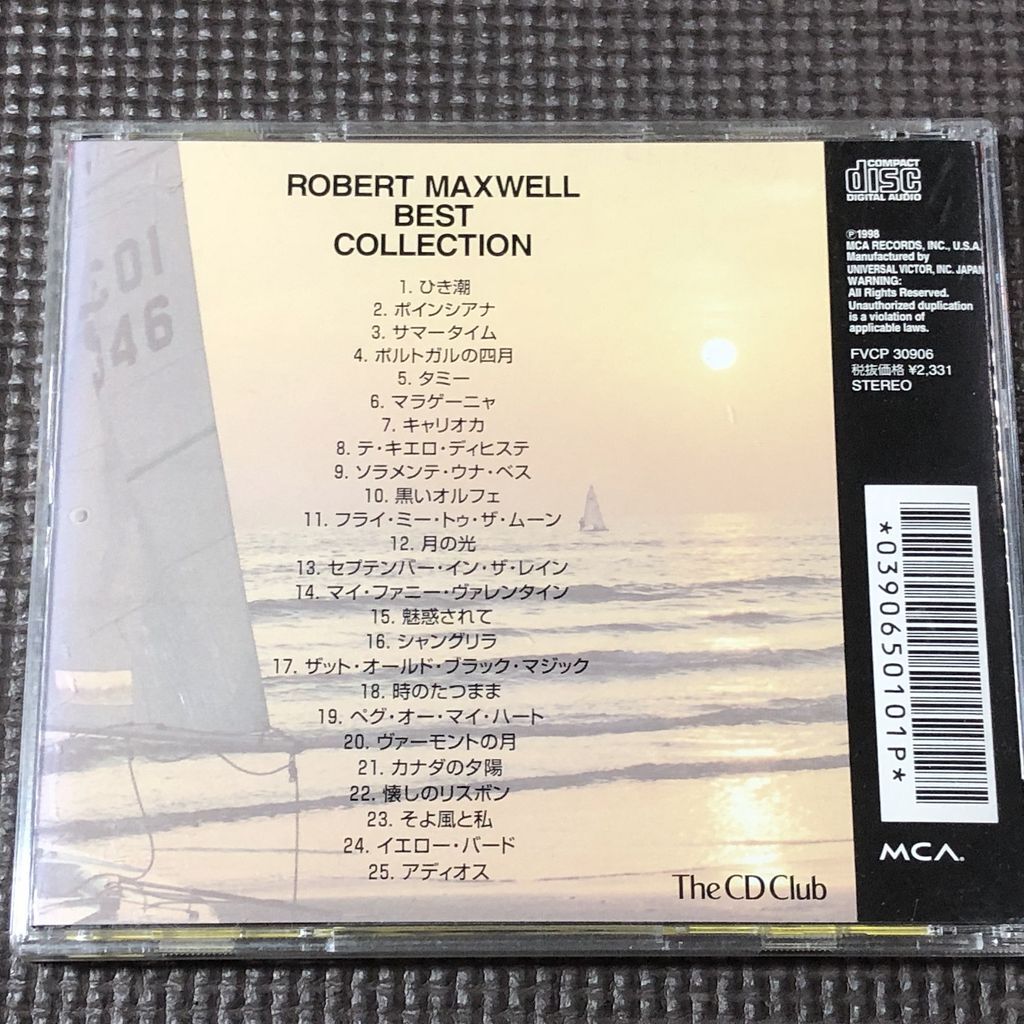 ROBERT MAXWELL
BEST
COLLECTION
1. ひき潮
2. ポインシアナ
3. サマータイム
4. ポルトガルの四月
5. タミー
6. マラゲーニャ
7. キャリオカ
8. テ・キエロ・ディヒステ
9. ソラメンテ・ウナ・ベス
10. 黒いオルフェ
11. フライ・ミー・トゥ・ザ・ムーン
12. 月の光
13. セプテンバー・イン・ザ・レイン
14. マイ・ファニー・ヴァレンタイン
15. 魅惑されて
16. シャングリラ
17. ザット・オールド・ブラック・マジック
18. 時のたつまま
19. ペグ・オー・マイ・ハート
20. ヴァーモントの月
21. カナダの夕陽
22. 懐しのリスボン
23. そよ風と私
24. イエロー・バード
25. アディオス
The CD Club
COMPACT
disc
DIGITAL AUDIO
Ⓟ1998
MCA RECORDS, INC., U.S.A.
Manufactured by
UNIVERSAL VICTOR, INC. JAPAN
WARNING:
All Rights Reserved.
Unauthorized duplication
is a violation of
applicable laws.
FVCP 30906
税抜価格 ¥2,331
STEREO
*0390650101P*
MCA.